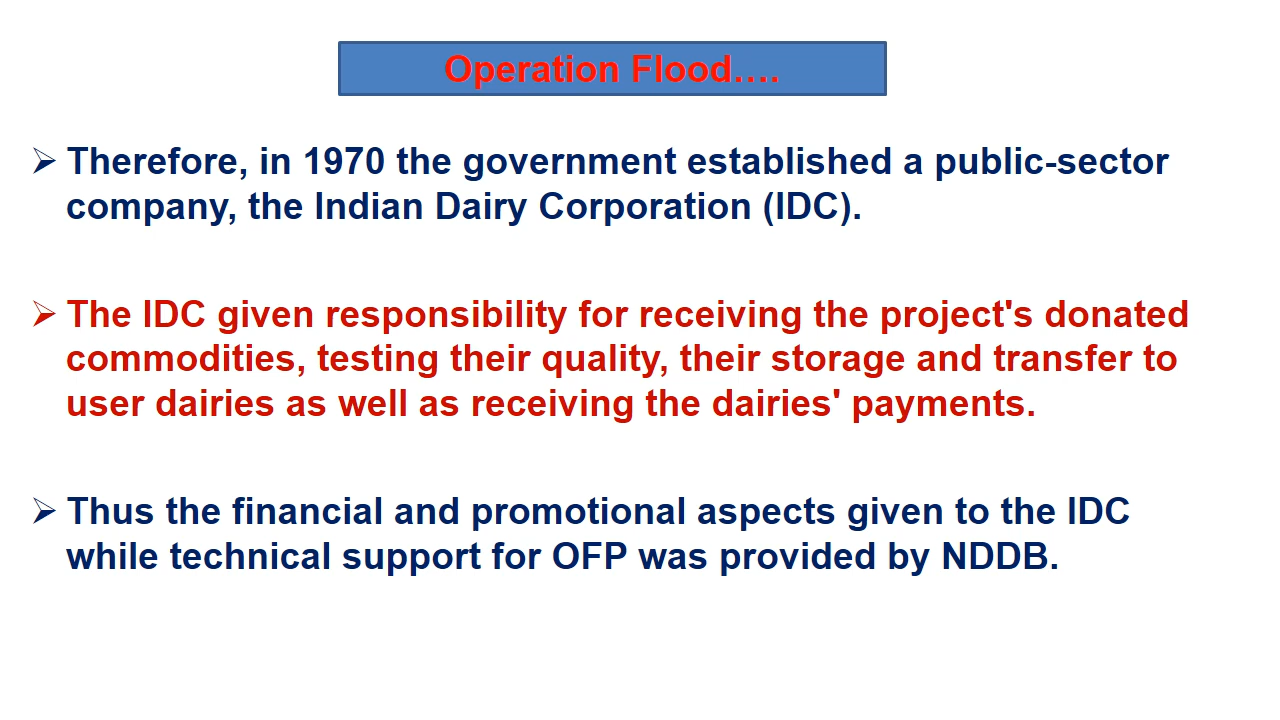 Operation Flood....
➢ Therefore, in 1970 the government established a public-sector
company, the Indian Dairy Corporation (IDC).
➢ The IDC given responsibility for receiving the project's donated
commodities, testing their quality, their storage and transfer to
user dairies as well as receiving the dairies' payments.
➢ Thus the financial and promotional aspects given to the IDC
while technical support for OFP was provided by NDDB.